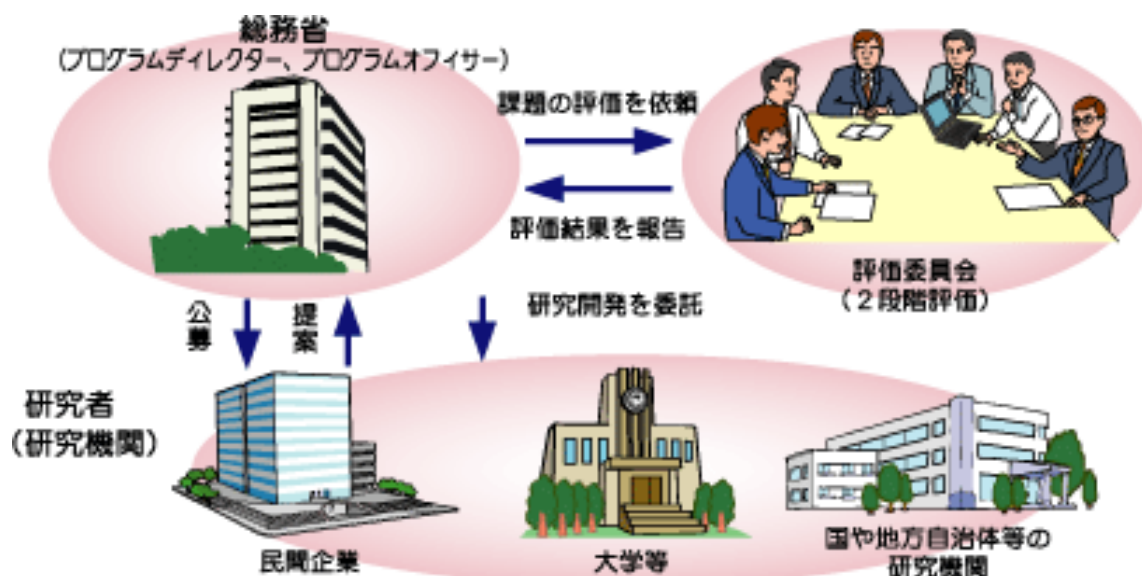 総務省
（プログラムディレクター、プログラムオフィサー）
課題の評価を依頼
評価結果を報告
評価委員会
（２段階評価）
公募
提案
研究開発を委託
研究者
（研究機関）
民間企業
大学等
国や地方自治体等の
研究機関